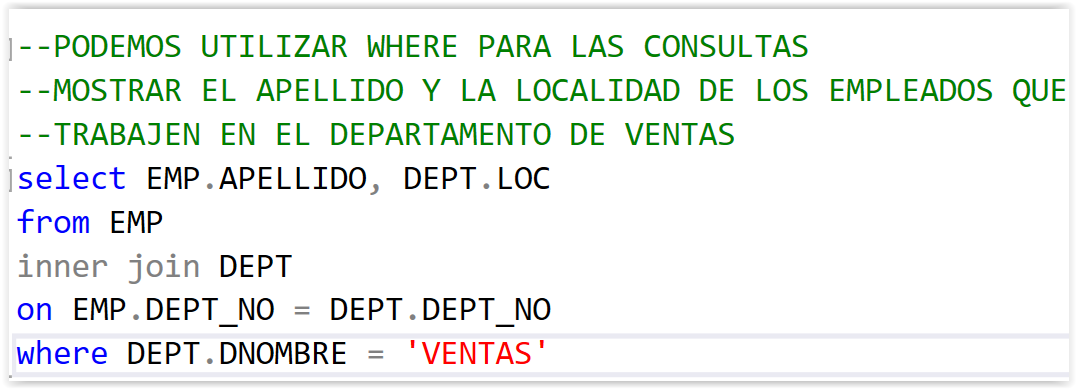 --PODEMOS UTILIZAR WHERE PARA LAS CONSULTAS
--MOSTRAR EL APELLIDO Y LA LOCALIDAD DE LOS EMPLEADOS QUE
--TRABAJEN EN EL DEPARTAMENTO DE VENTAS
select EMP.APELLIDO, DEPT.LOC
from EMP
inner join DEPT
on EMP.DEPT_NO = DEPT.DEPT_NO
where DEPT.DNOMBRE = 'VENTAS'